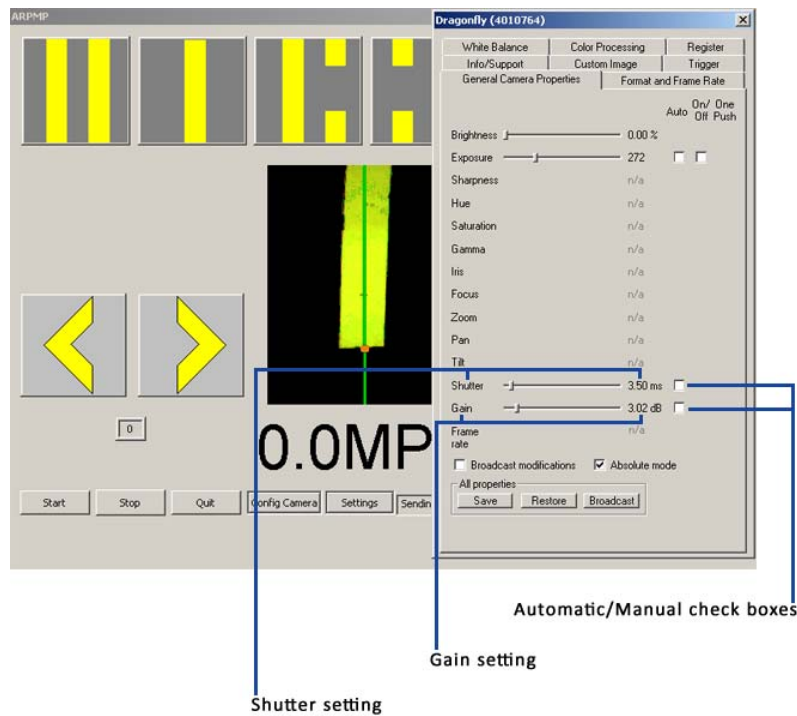 ARPMP
Dragonfly (4010764)
White Balance Color Processing Register
Info/Support Custom Image Trigger
General Camera Properties Format and Frame Rate
Auto On/ Off One Push
Brightness 0.00 %
Exposure 272
Sharpness n/a
Hue n/a
Saturation n/a
Gamma n/a
Iris n/a
Focus n/a
Zoom n/a
Pan n/a
Tilt n/a
Shutter 3.50 ms
Gain 3.02 dB
Frame rate n/a
Broadcast modifications Absolute mode
All properties
Save Restore Broadcast
0
0.0MP
Start Stop Quit Config Camera Settings Sendin
Automatic/Manual check boxes
Gain setting
Shutter setting